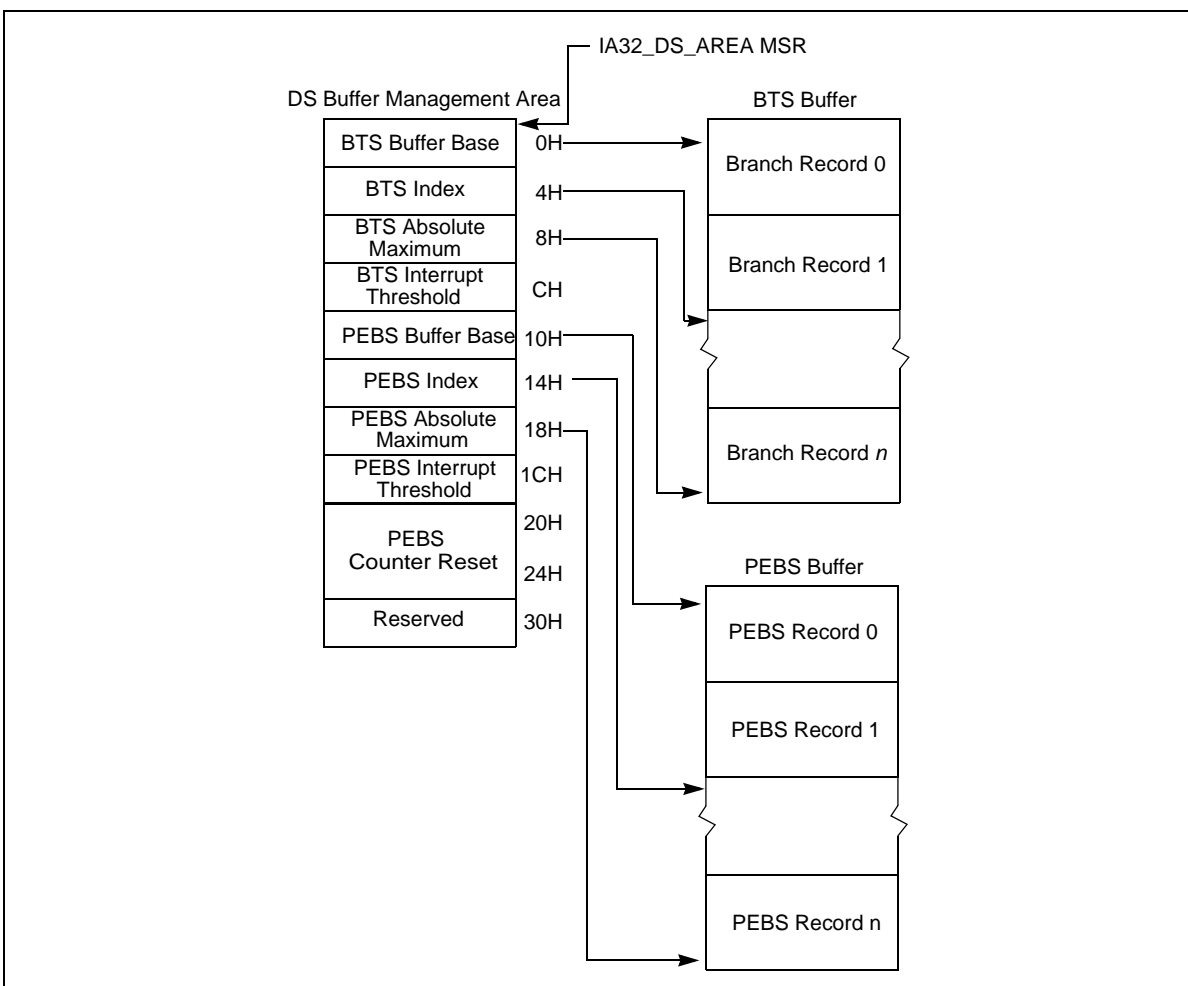 IA32_DS_AREA MSR
DS Buffer Management Area
BTS Buffer Base 0H
BTS Index 4H
BTS Absolute
Maximum 8H
BTS Interrupt
Threshold CH
PEBS Buffer Base 10H
PEBS Index 14H
PEBS Absolute
Maximum 18H
PEBS Interrupt
Threshold 1CH
20H
PEBS
Counter Reset
24H
Reserved 30H
BTS Buffer
Branch Record 0
Branch Record 1
Branch Record n
PEBS Buffer
PEBS Record 0
PEBS Record 1
PEBS Record n